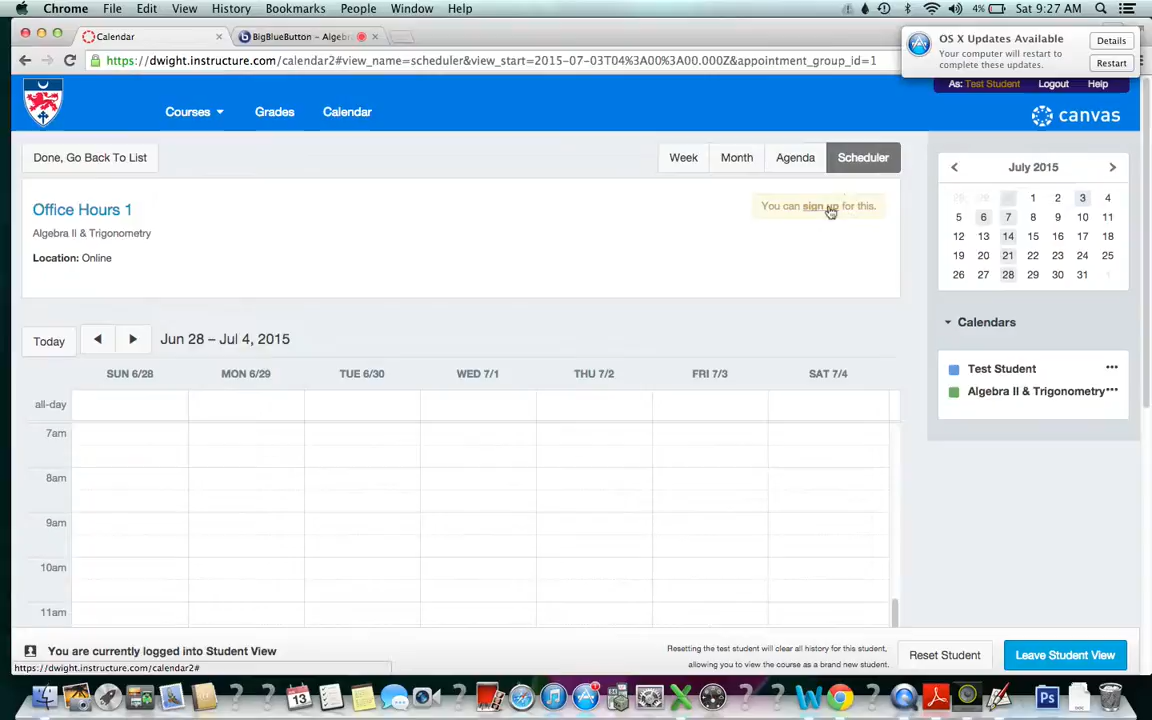 Chrome File Edit View History Bookmarks People Window Help 4% Sat 9:27 AM
Calendar × BigBlueButton – Algebr ×
OS X Updates Available
Your computer will restart to
complete these updates.
Details
Restart
https://dwight.instructure.com/calendar2#view_name=scheduler&view_start=2015-07-03T04%3A00%3A00.000Z&appointment_group_id=1
As: Test Student Logout Help
Courses Grades Calendar
canvas
Done, Go Back To List
Week Month Agenda Scheduler
Office Hours 1
You can sign up for this.
Algebra II & Trigonometry
Location: Online
Today
Jun 28 – Jul 4, 2015
SUN 6/28 MON 6/29 TUE 6/30 WED 7/1 THU 7/2 FRI 7/3 SAT 7/4
all-day
7am
8am
9am
10am
11am
July 2015
1 2 3 4
5 6 7 8 9 10 11
12 13 14 15 16 17 18
19 20 21 22 23 24 25
26 27 28 29 30 31 1
Calendars
Test Student
Algebra II & Trigonometry
You are currently logged into Student View
Resetting the test student will clear all history for this student,
allowing you to view the course as a brand new student.
Reset Student
Leave Student View
https://dwight.instructure.com/calendar2#